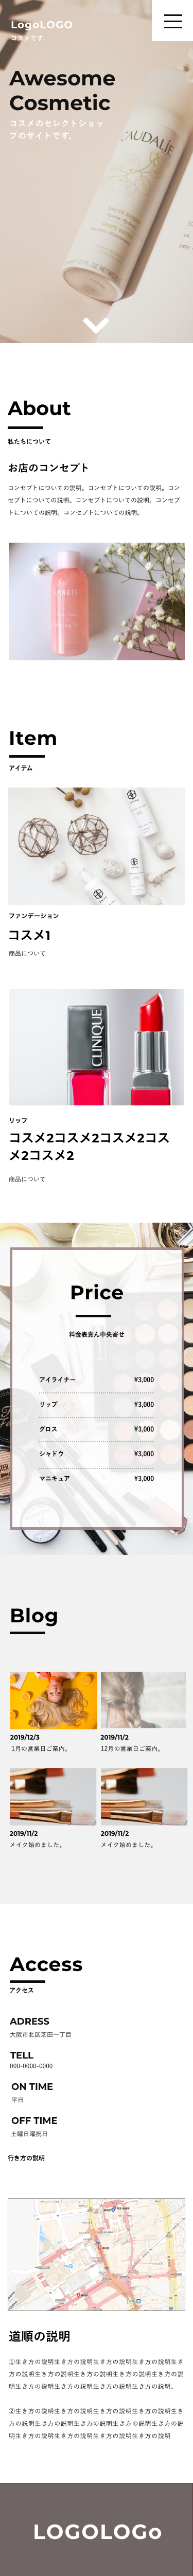 LogoLOGO
コスメです。
Awesome
Cosmetic
コスメのセレクトショッ
プのサイトです。
CAUDALIE
About
私たちについて
お店のコンセプト
コンセプトについての説明。コンセプトについての説明。コン
セプトについての説明。コンセプトについての説明。コンセプ
トについての説明。コンセプトについての説明。
LANEIGE
Item
アイテム
ファンデーション
コスメ1
商品について
CLINIQUE
リップ
コスメ2コスメ2コスメ2コス
メ2コスメ2
商品について
Price
料金表真ん中央寄せ
アイライナー ¥3,000
リップ ¥3,000
グロス ¥3,000
シャドウ ¥3,000
マニキュア ¥3,000
Blog
2019/12/3
1月の営業日ご案内。
2019/11/2
12月の営業日ご案内。
2019/11/2
メイク始めました。
2019/11/2
メイク始めました。
Access
アクセス
ADRESS
大阪市北区芝田一丁目
TELL
000-0000-0000
ON TIME
平日
OFF TIME
土曜日曜祝日
行き方の説明
道順の説明
①生き方の説明生き方の説明生き方の説明生き方の説明生き
方の説明生き方の説明生き方の説明生き方の説明生き方の説
明生き方の説明生き方の説明生き方の説明生き方の説明。
②生き方の説明生き方の説明生き方の説明生き方の説明生き
方の説明生き方の説明生き方の説明生き方の説明生き方の説
明生き方の説明生き方の説明生き方の説明生き方の説明
LOGOLOGo